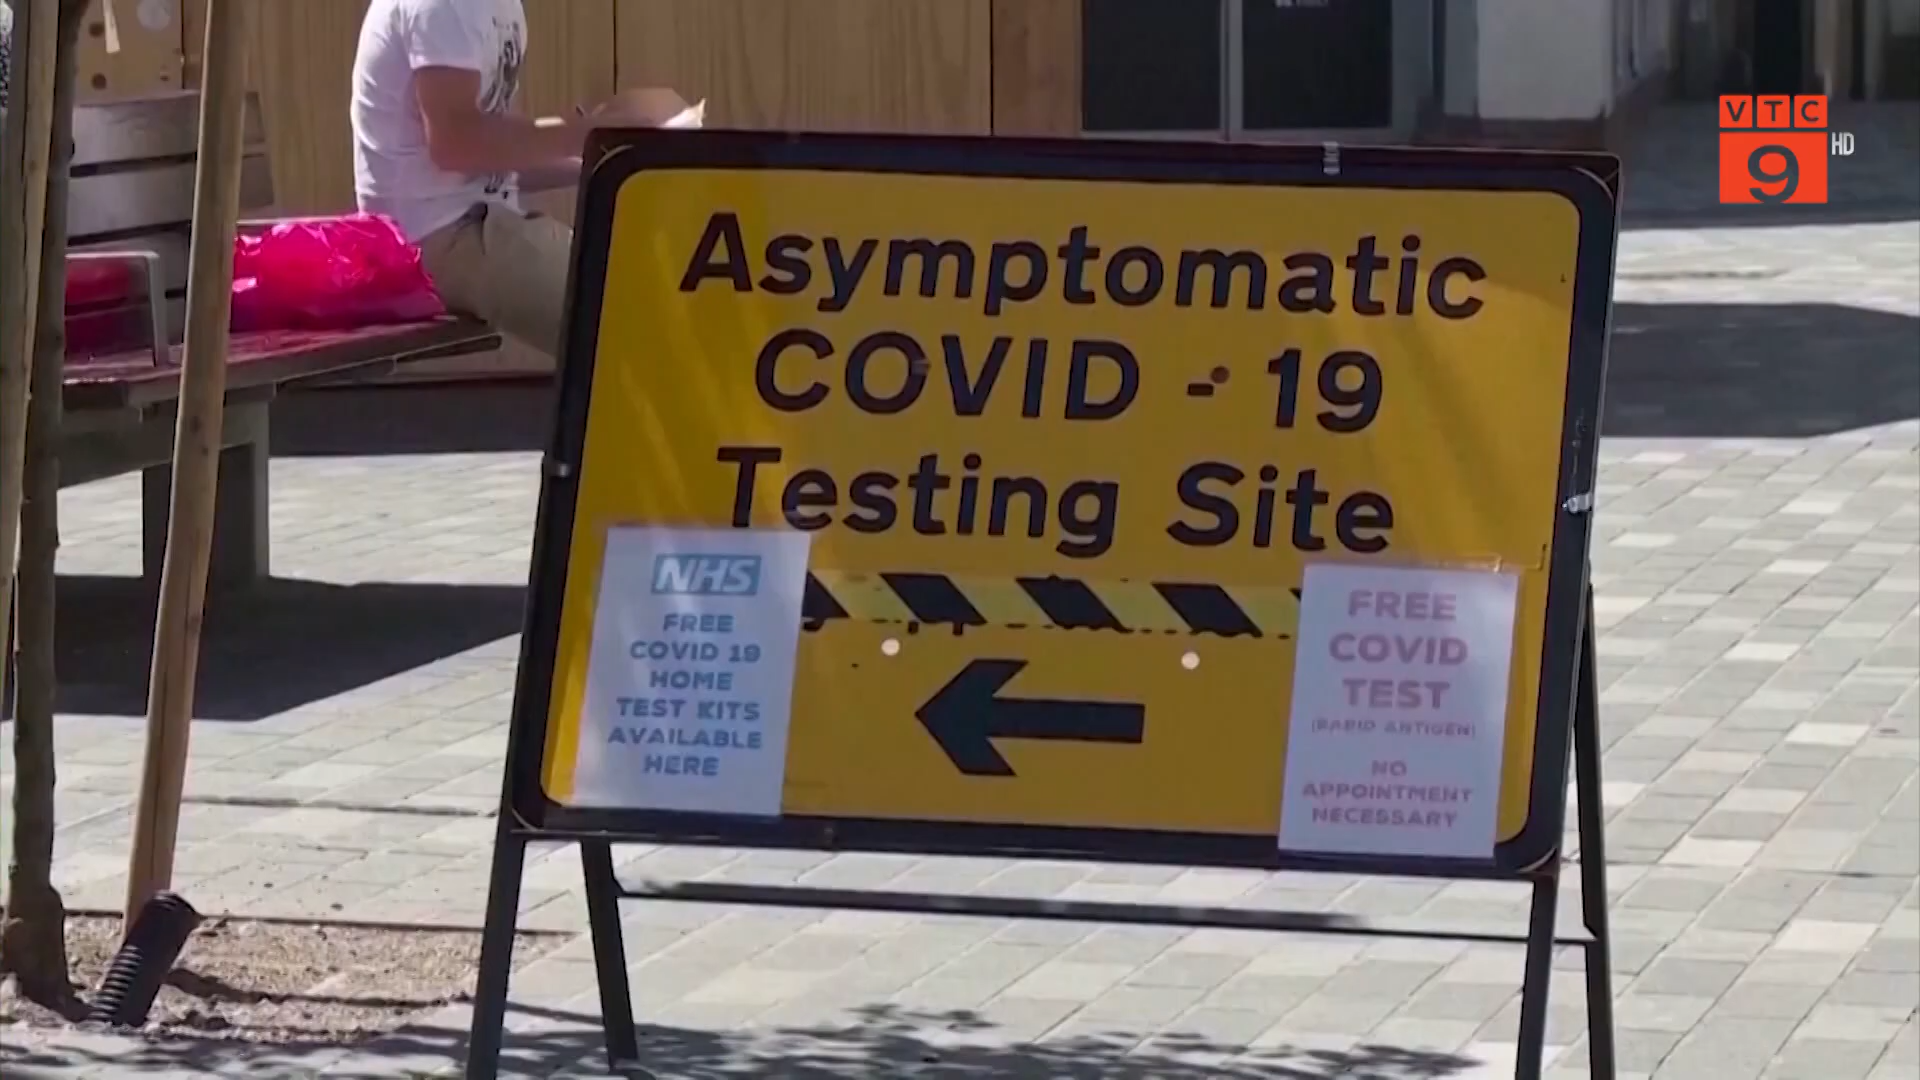 VTC
9 HD
Asymptomatic
COVID - 19
Testing Site
NHS
FREE
COVID 19
HOME
TEST KITS
AVAILABLE
HERE
FREE
COVID
TEST
(RAPID ANTIGEN)
NO
APPOINTMENT
NECESSARY